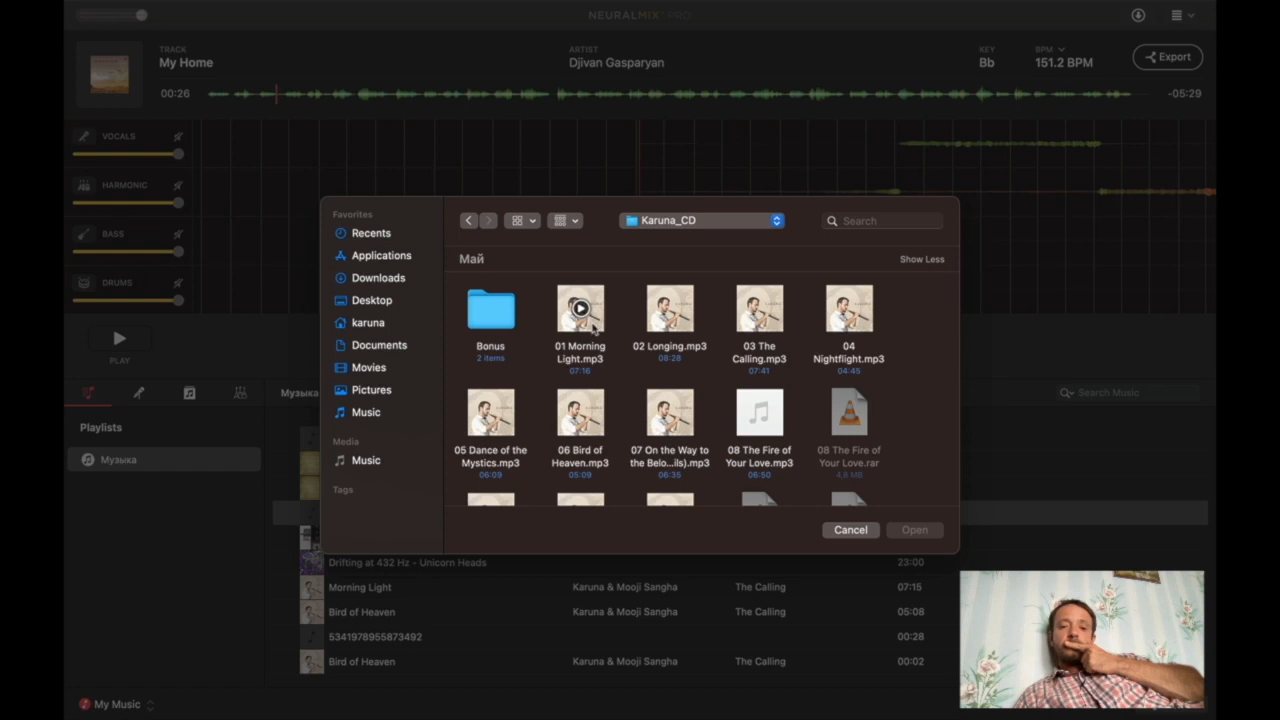 NEURALMIX PRO
TRACK
My Home
ARTIST
Djivan Gasparyan
KEY
Bb
BPM
151.2 BPM
Export
00:26
-05:29
VOCALS
HARMONIC
BASS
DRUMS
PLAY
Музыка
Search Music
Playlists
Музыка
Favorites
Recents
Applications
Downloads
Desktop
karuna
Documents
Movies
Pictures
Music
Media
Music
Tags
Karuna_CD
Search
Май
Show Less
Bonus
2 items
01 Morning
Light.mp3
07:16
02 Longing.mp3
08:28
03 The
Calling.mp3
07:41
04
Nightflight.mp3
04:45
05 Dance of the
Mystics.mp3
06:09
06 Bird of
Heaven.mp3
05:09
07 On the Way to
the Belo...ils).mp3
06:35
08 The Fire of
Your Love.mp3
06:50
08 The Fire of
Your Love.rar
4,8 MB
Cancel
Open
Drifting at 432 Hz - Unicorn Heads 23:00
Morning Light Karuna & Mooji Sangha The Calling 07:15
Bird of Heaven Karuna & Mooji Sangha The Calling 05:08
5341978955873492 00:28
Bird of Heaven Karuna & Mooji Sangha The Calling 00:02
My Music